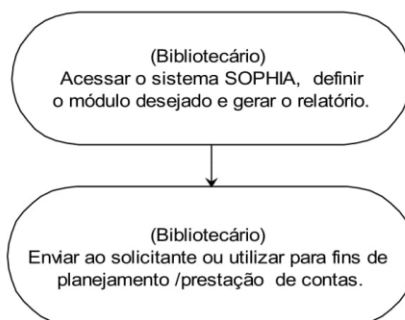 (Bibliotecário)
Acessar o sistema SOPHIA, definir
o módulo desejado e gerar o relatório.
(Bibliotecário)
Enviar ao solicitante ou utilizar para fins de
planejamento /prestação de contas.